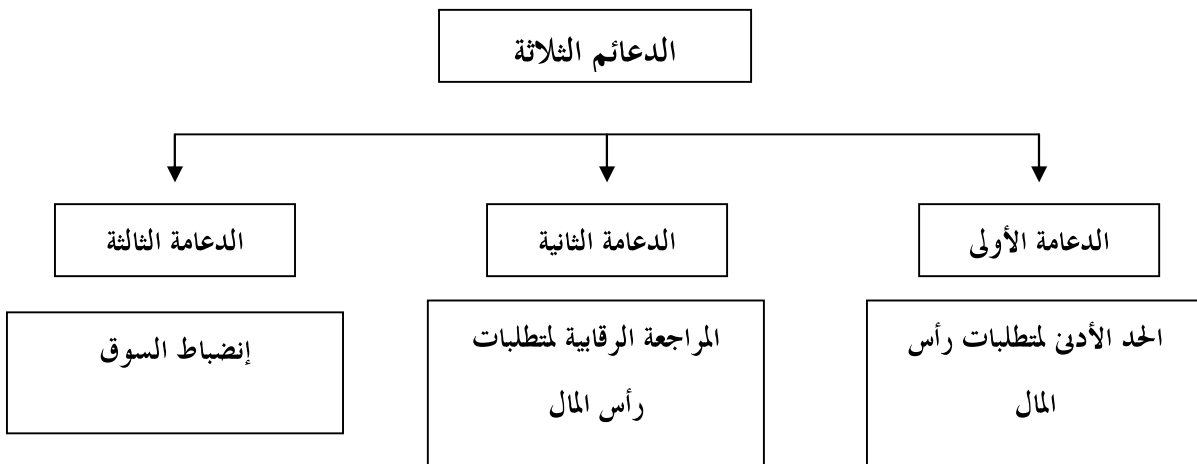 الدعائم الثلاثة
الدعامة الأولى
الدعامة الثانية
الدعامة الثالثة
الحد الأدنى لمتطلبات رأس
المال
المراجعة الرقابية لمتطلبات
رأس المال
إنضباط السوق